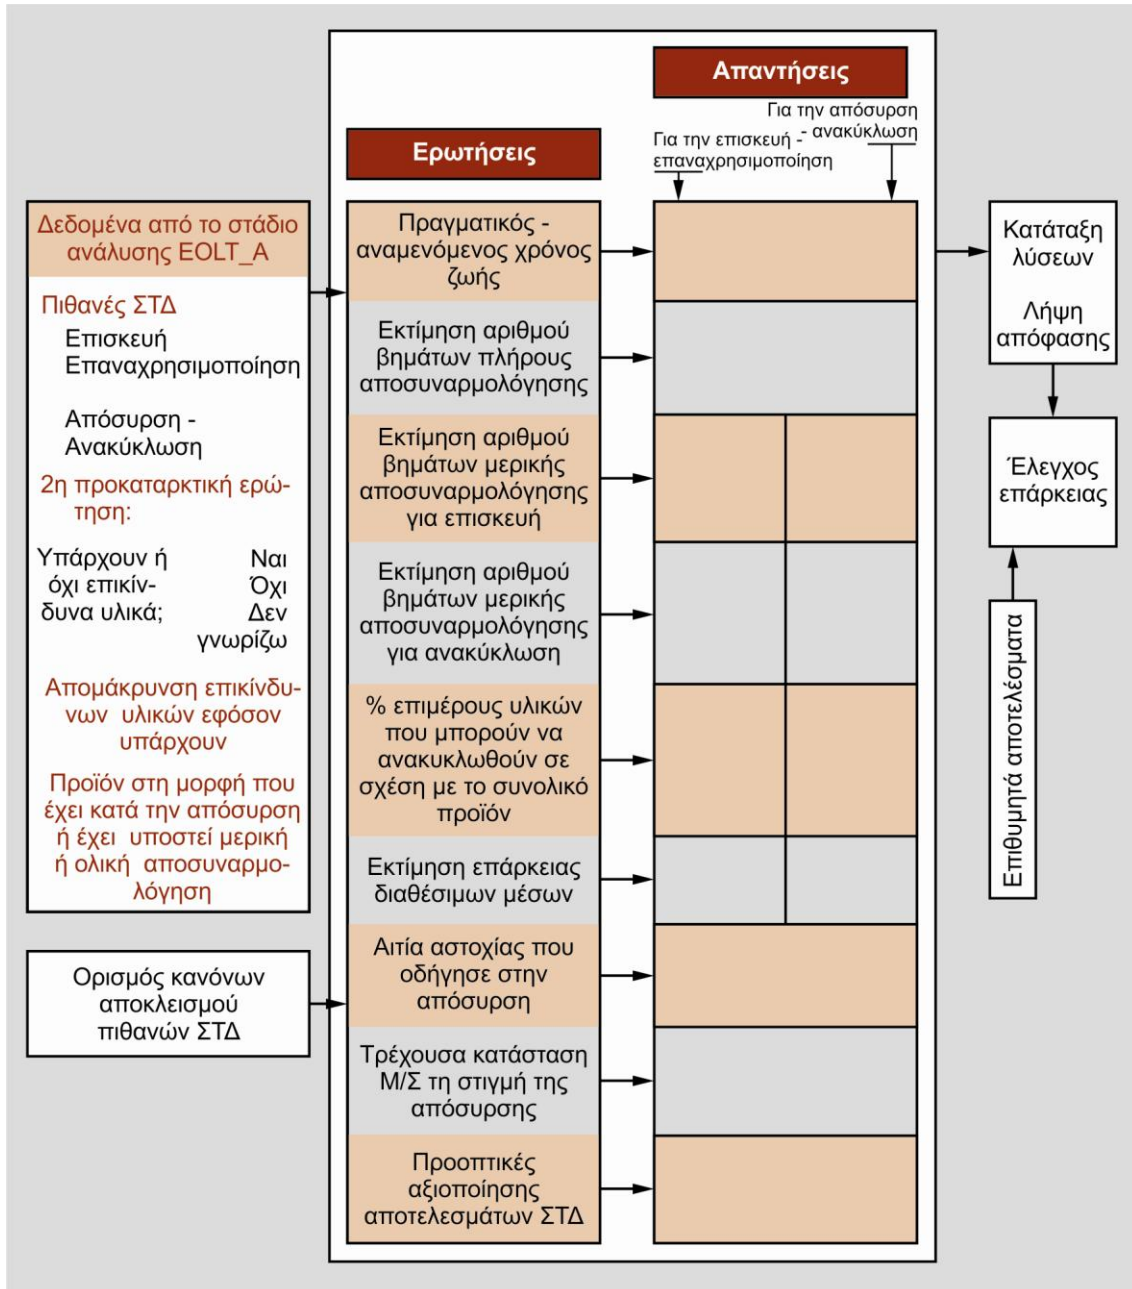 Απαντήσεις
Για την απόσυρση
- ανακύκλωση
Για την επισκευή -
επαναχρησιμοποίηση
Ερωτήσεις
Δεδομένα από το στάδιο
ανάλυσης EOLT_A
Πιθανές ΣΤΔ
Επισκευή
Επαναχρησιμοποίηση
Απόσυρση -
Ανακύκλωση
2η προκαταρκτική ερώ-
τηση:
Υπάρχουν ή
όχι επικίν-
δυνα υλικά;
Ναι
Όχι
Δεν
γνωρίζω
Απομάκρυνση επικίνδυ-
νων υλικών εφόσον
υπάρχουν
Προϊόν στη μορφή που
έχει κατά την απόσυρση
ή έχει υποστεί μερική
ή ολική αποσυναρμο-
λόγηση
Ορισμός κανόνων
αποκλεισμού
πιθανών ΣΤΔ
Πραγματικός -
αναμενόμενος χρόνος
ζωής
Εκτίμηση αριθμού
βημάτων πλήρους
αποσυναρμολόγησης
Εκτίμηση αριθμού
βημάτων μερικής
αποσυναρμολόγησης
για επισκευή
Εκτίμηση αριθμού
βημάτων μερικής
αποσυναρμολόγησης
για ανακύκλωση
% επιμέρους υλικών
που μπορούν να
ανακυκλωθούν σε
σχέση με το συνολικό
προϊόν
Εκτίμηση επάρκειας
διαθέσιμων μέσων
Αιτία αστοχίας που
οδήγησε στην
απόσυρση
Τρέχουσα κατάσταση
Μ/Σ τη στιγμή της
απόσυρσης
Προοπτικές
αξιοποίησης
αποτελεσμάτων ΣΤΔ
Κατάταξη
λύσεων
Λήψη
απόφασης
Έλεγχος
επάρκειας
Επιθυμητά αποτελέσματα